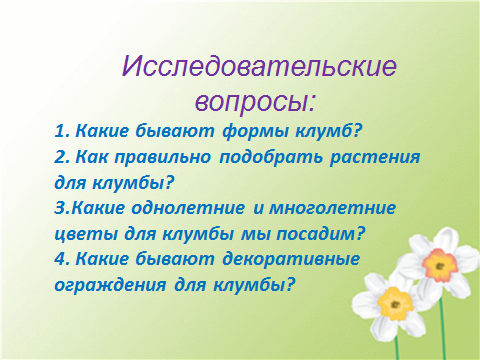 Исследовательские
вопросы:
1. Какие бывают формы клумб?
2. Как правильно подобрать растения
для клумбы?
3.Какие однолетние и многолетние
цветы для клумбы мы посадим?
4. Какие бывают декоративные
ограждения для клумбы?